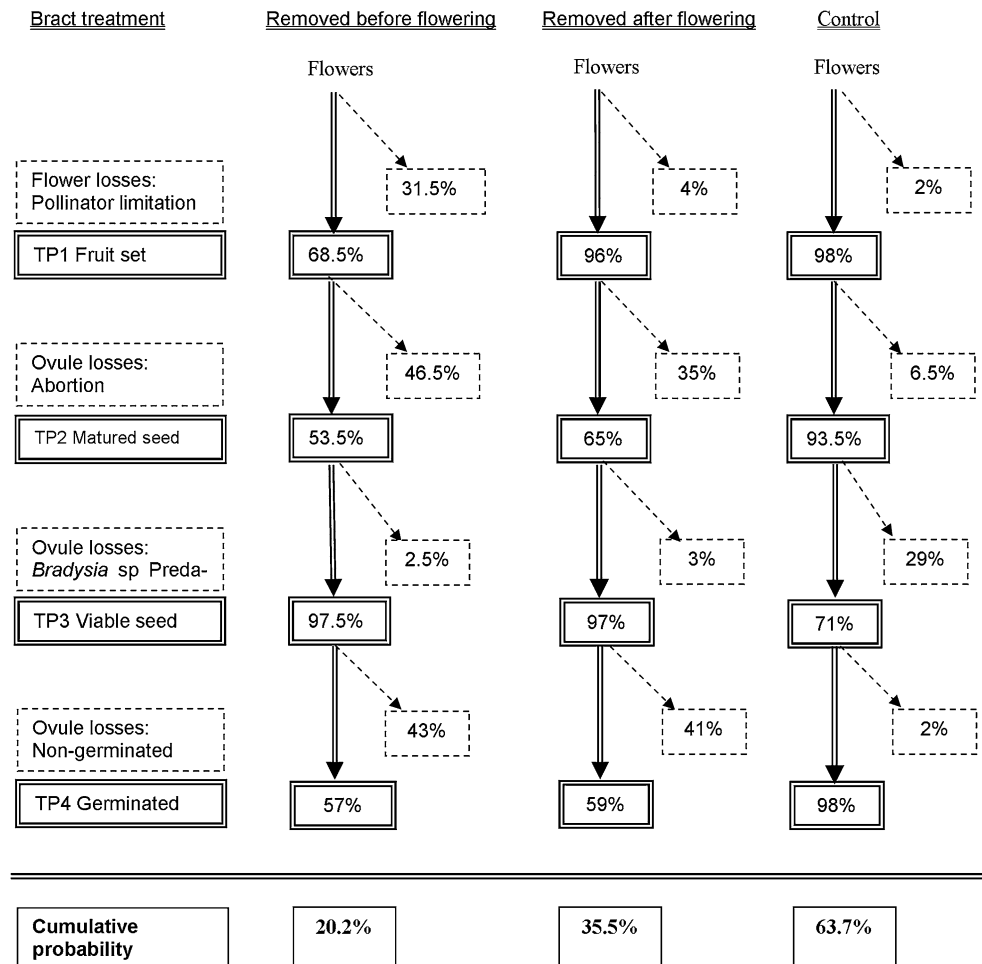 Bract treatment Removed before flowering Removed after flowering Control
Flowers Flowers Flowers
Flower losses:
Pollinator limitation
31.5% 4% 2%
TP1 Fruit set 68.5% 96% 98%
Ovule losses:
Abortion
46.5% 35% 6.5%
TP2 Matured seed 53.5% 65% 93.5%
Ovule losses:
Bradysia sp Preda-
2.5% 3% 29%
TP3 Viable seed 97.5% 97% 71%
Ovule losses:
Non-germinated
43% 41% 2%
TP4 Germinated 57% 59% 98%
Cumulative
probability
20.2% 35.5% 63.7%